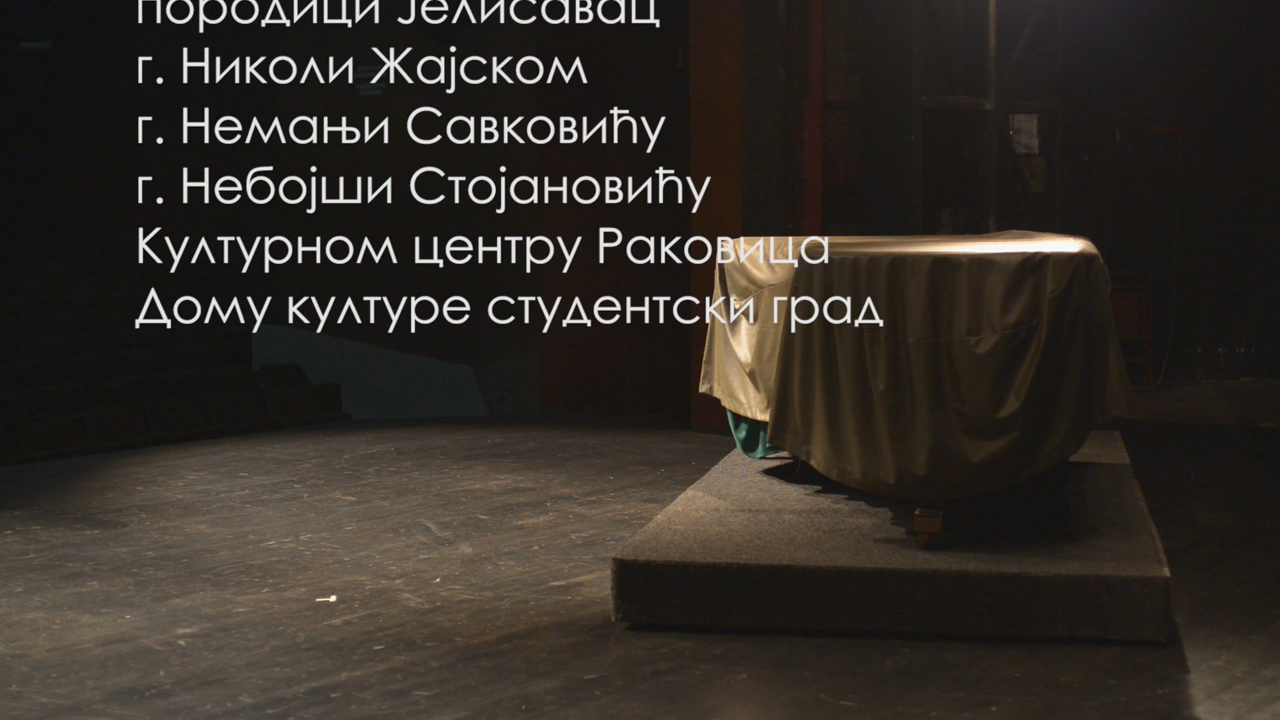 породици Јелисавац
г. Николи Жајском
г. Немањи Савковићу
г. Небојши Стојановићу
Културном центру Раковица
Дому културе студентски град